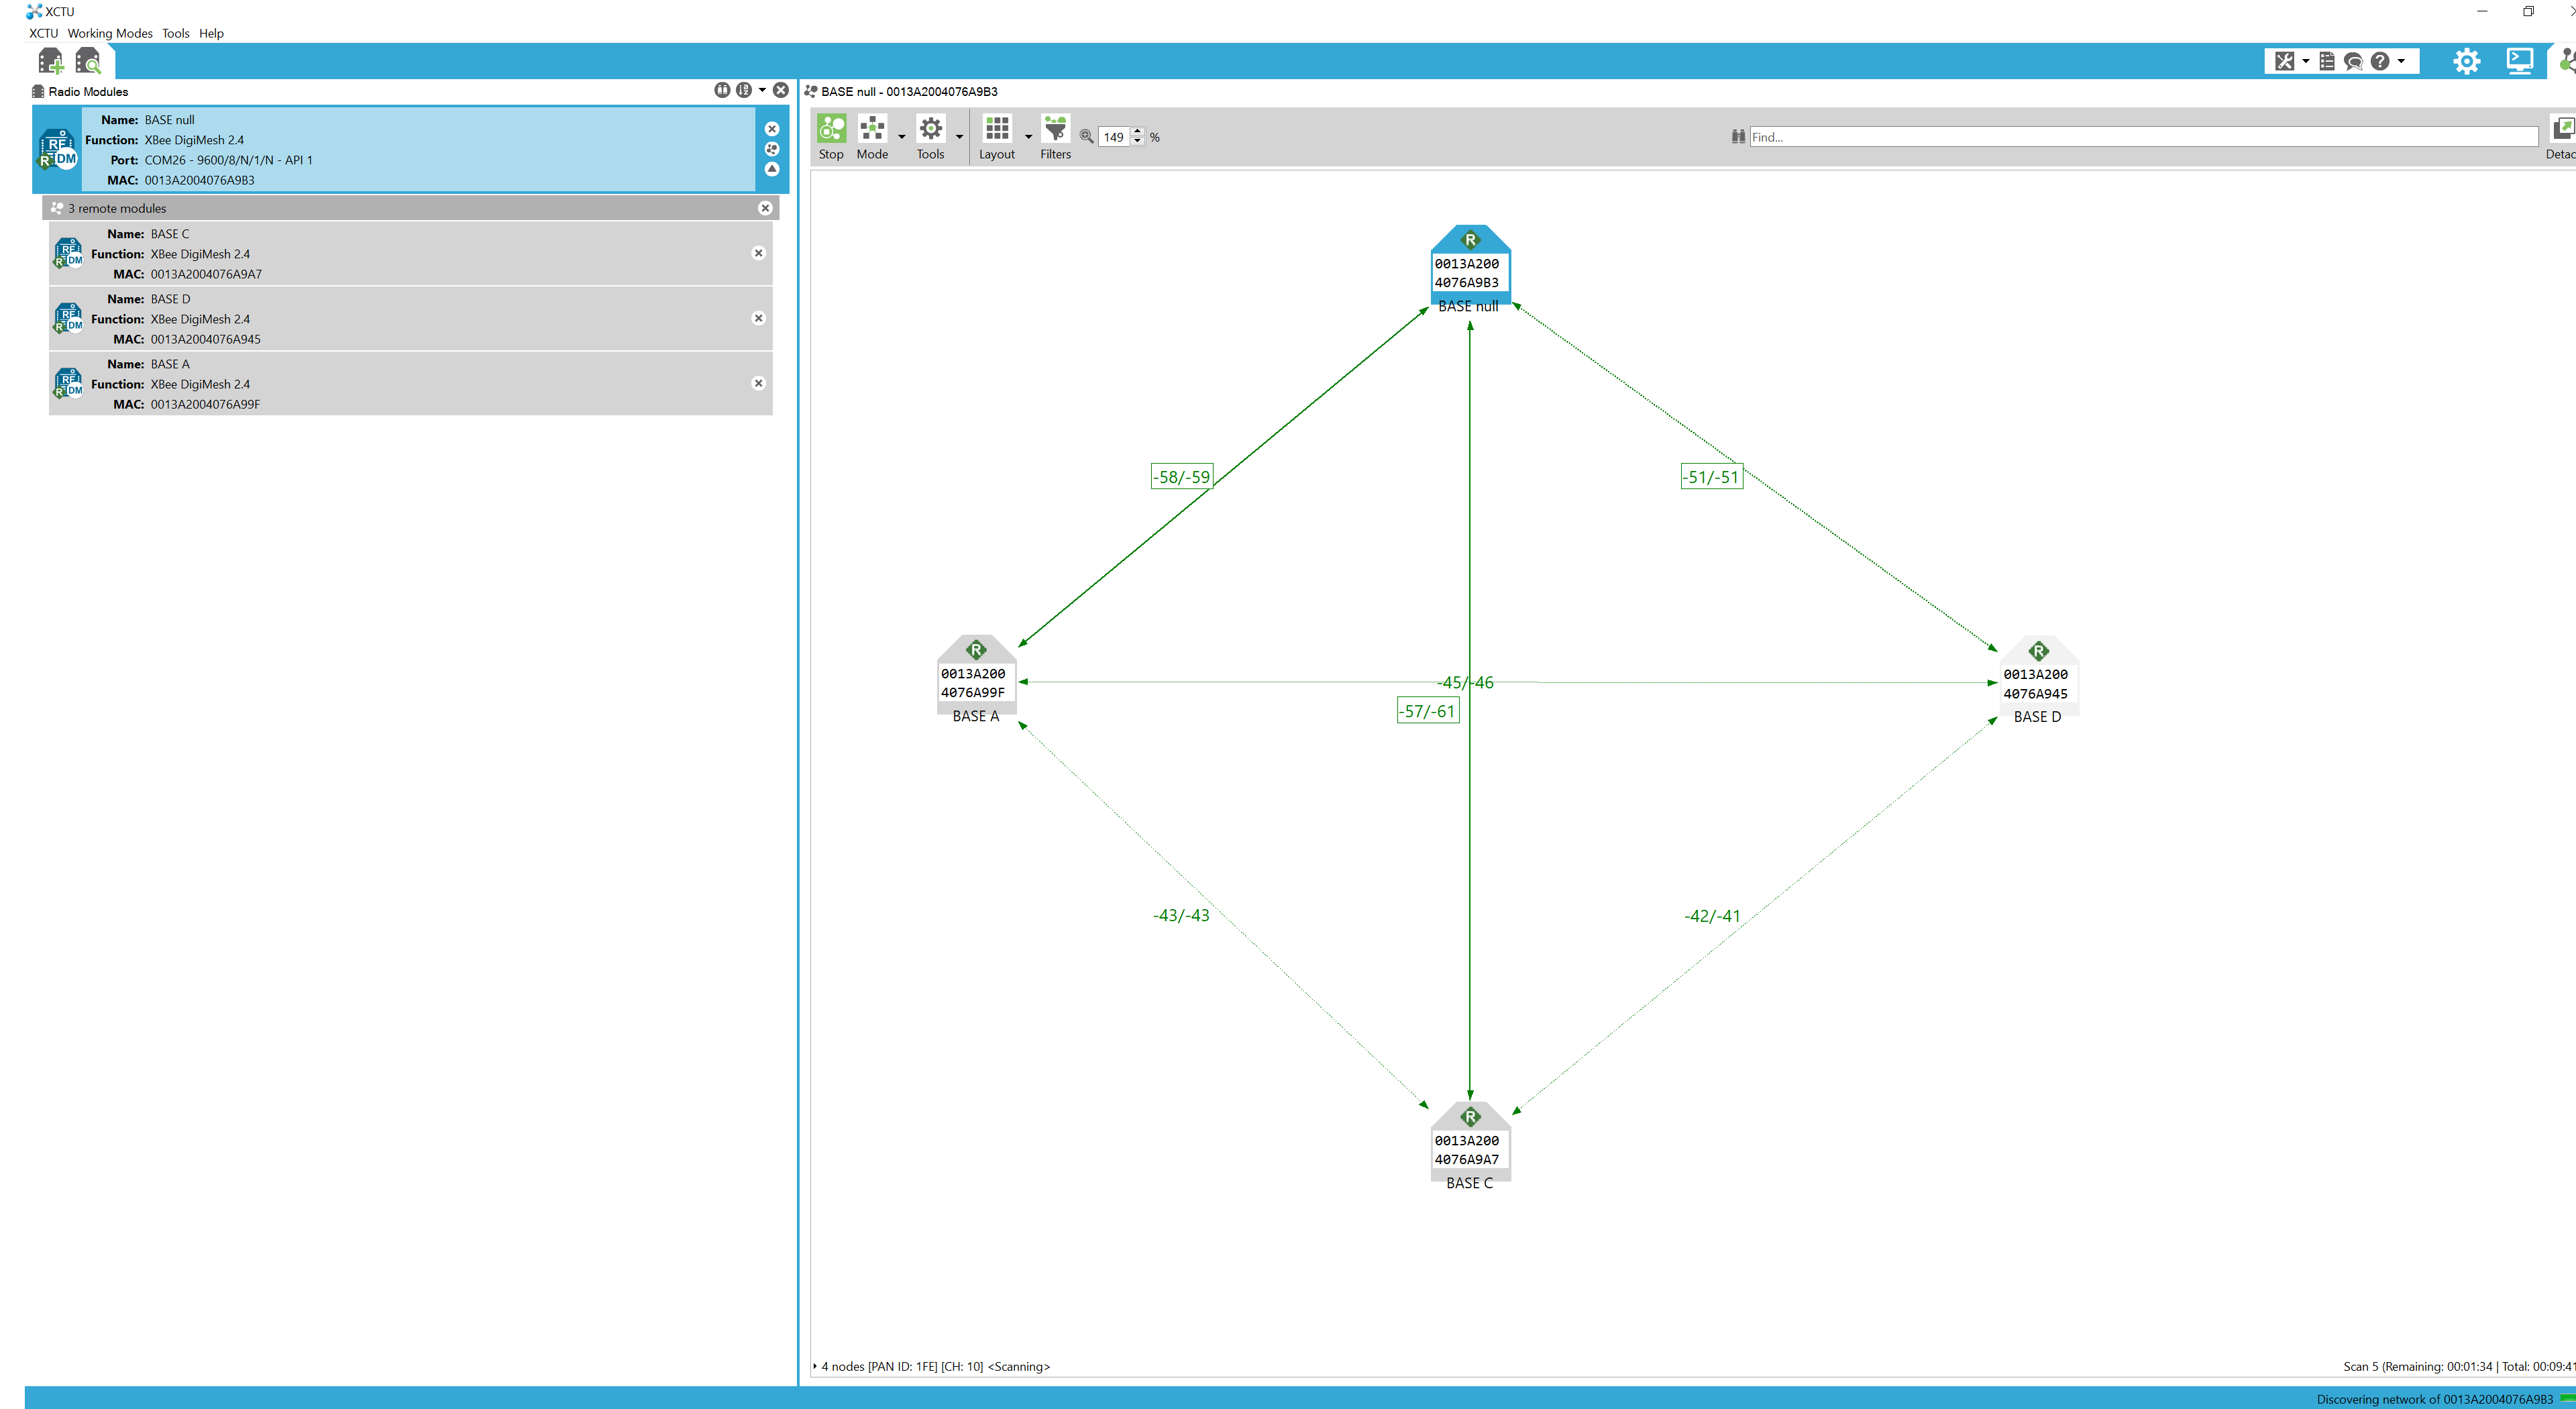 XCTU
XCTU Working Modes Tools Help
Radio Modules
Name: BASE null
Function: XBee DigiMesh 2.4
Port: COM26 - 9600/8/N/1/N - API 1
MAC: 0013A2004076A9B3
3 remote modules
Name: BASE C
Function: XBee DigiMesh 2.4
MAC: 0013A2004076A9A7
Name: BASE D
Function: XBee DigiMesh 2.4
MAC: 0013A2004076A945
Name: BASE A
Function: XBee DigiMesh 2.4
MAC: 0013A2004076A99F
BASE null - 0013A2004076A9B3
149 %
Find...
Stop Mode Tools Layout Filters Detac
R
0013A200
4076A9B3
BASE null
-58/-59
-51/-51
R
0013A200
4076A99F
BASE A
-45/-46
-57/-61
R
0013A200
4076A945
BASE D
-43/-43
-42/-41
R
0013A200
4076A9A7
BASE C
4 nodes [PAN ID: 1FE] [CH: 10] <Scanning>
Scan 5 (Remaining: 00:01:34 | Total: 00:09:41
Discovering network of 0013A2004076A9B3